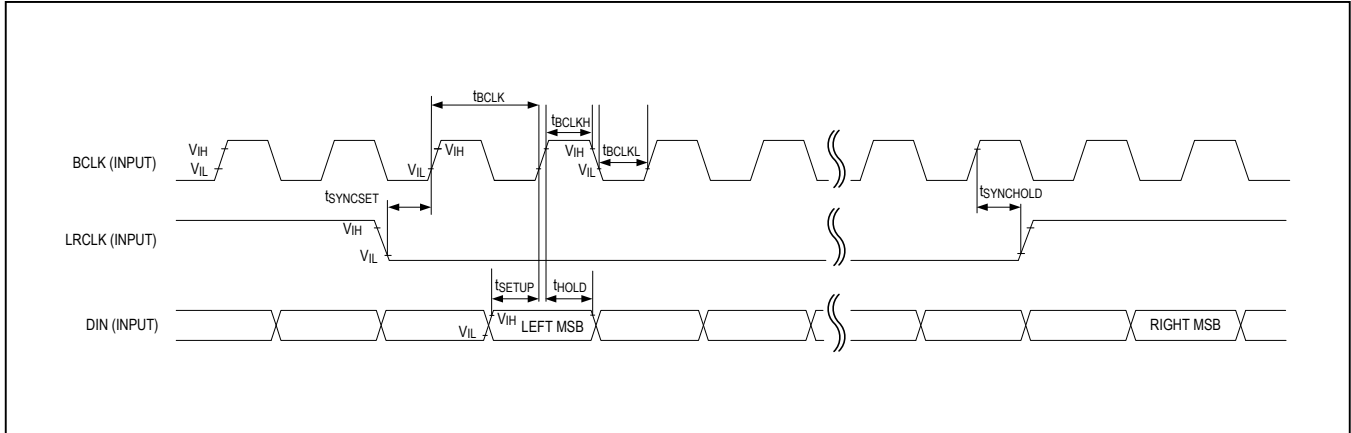 tBCLK
tBCLKH
VIH
VIH
VIH
tBCLKL
BCLK (INPUT)
VIL
VIL
VIL
tSYNCSET
tSYNCHOLD
VIH
LRCLK (INPUT)
VIL
tSETUP
tHOLD
DIN (INPUT)
VIH
LEFT MSB
RIGHT MSB
VIL